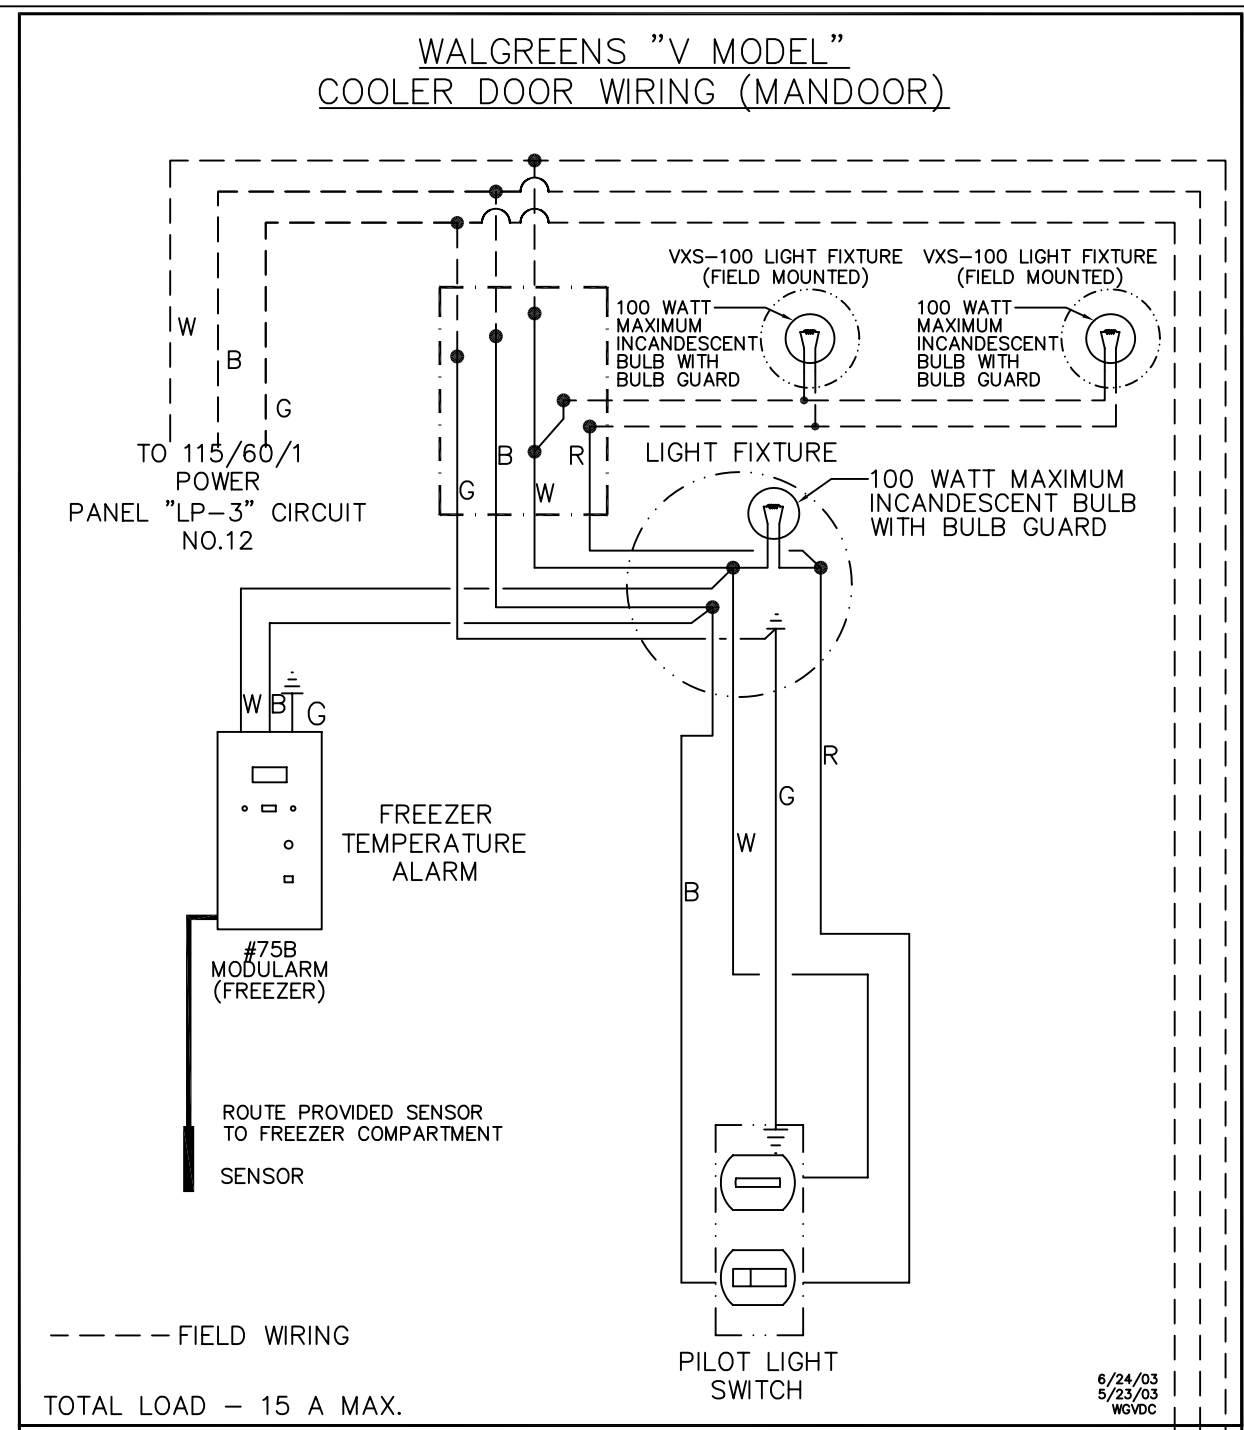 WALGREENS "V MODEL"
COOLER DOOR WIRING (MANDOOR)
VXS-100 LIGHT FIXTURE
(FIELD MOUNTED)
100 WATT
MAXIMUM
INCANDESCENT
BULB WITH
BULB GUARD
VXS-100 LIGHT FIXTURE
(FIELD MOUNTED)
100 WATT
MAXIMUM
INCANDESCENT
BULB WITH
BULB GUARD
W
B
G
TO 115/60/1
POWER
PANEL "LP-3" CIRCUIT
NO.12
B
R
G
W
LIGHT FIXTURE
100 WATT MAXIMUM
INCANDESCENT BULB
WITH BULB GUARD
W
B
G
FREEZER
TEMPERATURE
ALARM
R
G
W
B
#75B
MODULARM
(FREEZER)
ROUTE PROVIDED SENSOR
TO FREEZER COMPARTMENT
SENSOR
FIELD WIRING
PILOT LIGHT
SWITCH
TOTAL LOAD - 15 A MAX.
6/24/03
5/23/03
WGVDC